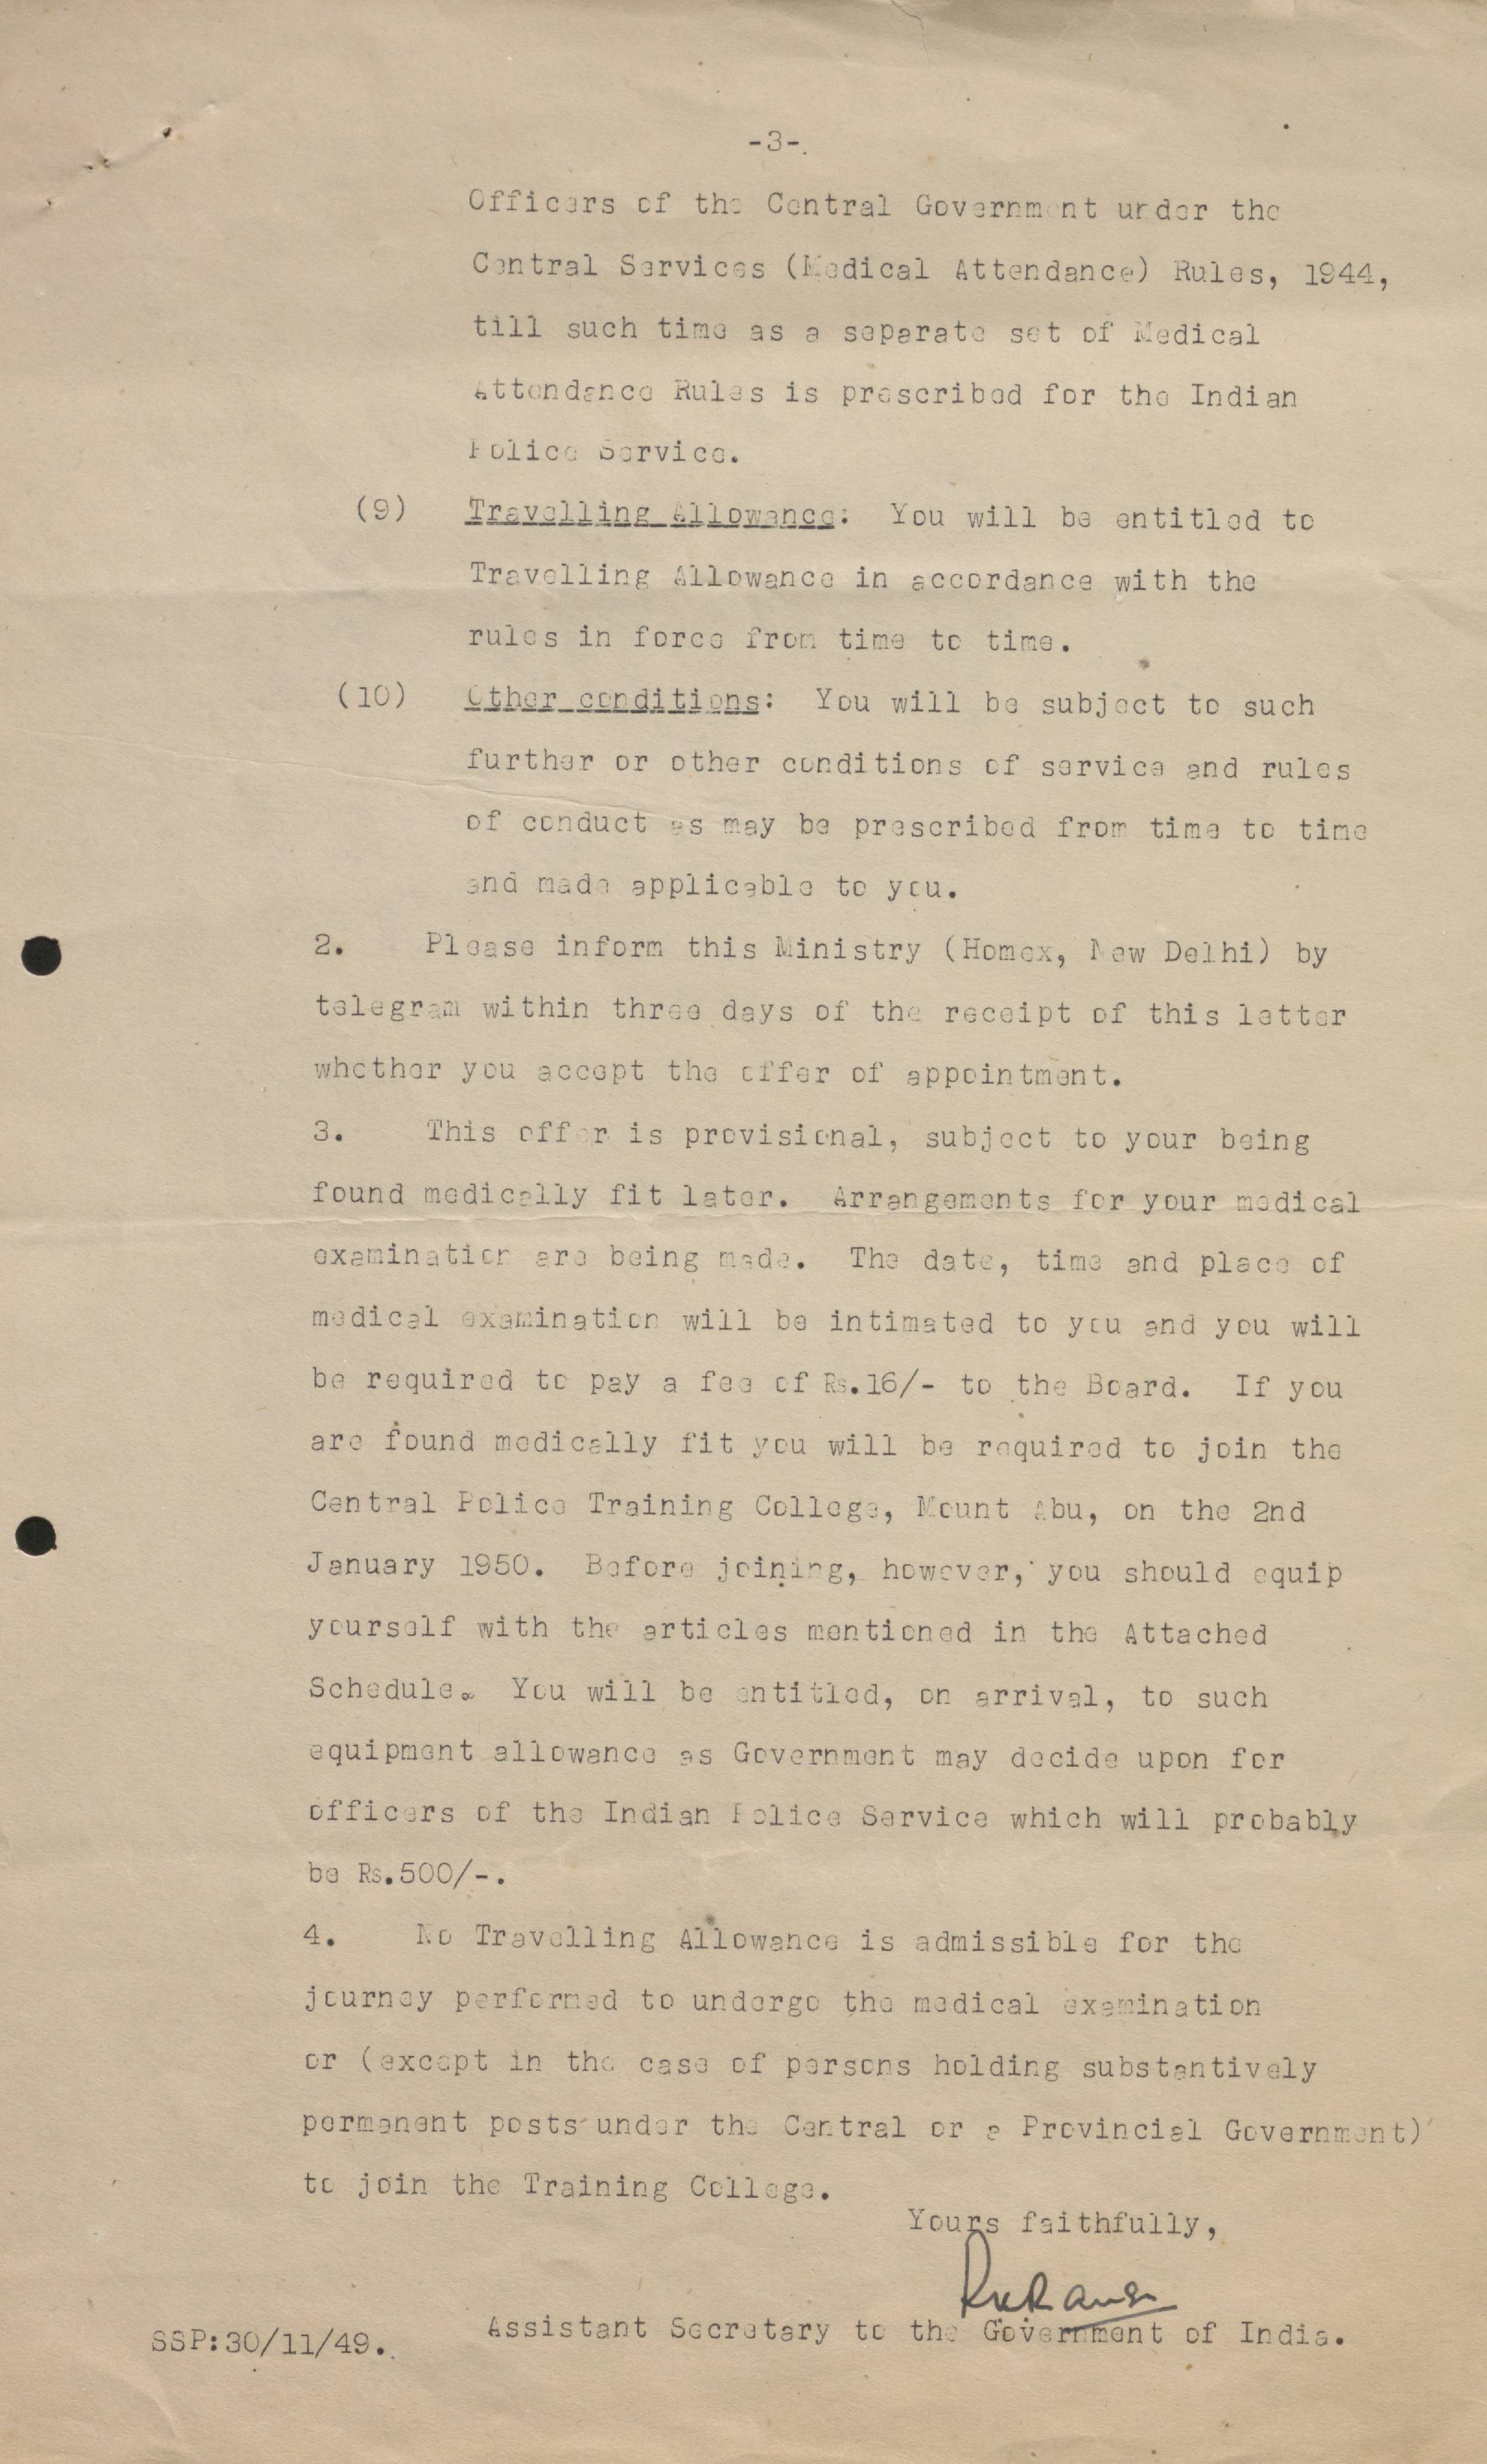 -3-
Officers of the Central Government under the
Central Services (Medical Attendance) Rules, 1944,
till such time as a separate set of Medical
Attendance Rules is prescribed for the Indian
Police Service.
(9) Travelling Allowance: You will be entitled to
Travelling Allowance in accordance with the
rules in force from time to time.
(10) Other conditions: You will be subject to such
further or other conditions of service and rules
of conduct as may be prescribed from time to time
and made applicable to you.
2. Please inform this Ministry (Homex, New Delhi) by
telegram within three days of the receipt of this letter
whether you accept the offer of appointment.
3. This offer is provisional, subject to your being
found medically fit later. Arrangements for your medical
examination are being made. The date, time and place of
medical examination will be intimated to you and you will
be required to pay a fee of Rs.16/- to the Board. If you
are found medically fit you will be required to join the
Central Police Training College, Mount Abu, on the 2nd
January 1950. Before joining, however, you should equip
yourself with the articles mentioned in the Attached
Schedule. You will be entitled, on arrival, to such
equipment allowance as Government may decide upon for
officers of the Indian Police Service which will probably
be Rs.500/-.
4. No Travelling Allowance is admissible for the
journey performed to undergo the medical examination
or (except in the case of persons holding substantively
permanent posts under the Central or a Provincial Government)
to join the Training College.
Yours faithfully,
Assistant Secretary to the Government of India.
SSP:30/11/49.